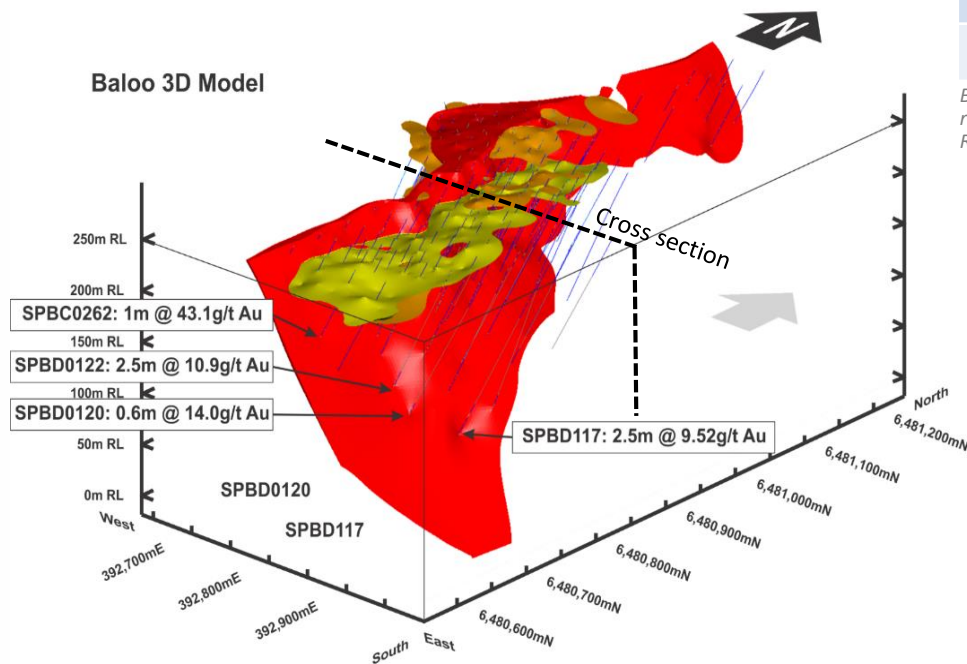 N
Baloo 3D Model
E
r
R
Cross section
250m RL
200m RL
SPBC0262: 1m @ 43.1g/t Au
150m RL
SPBD0122: 2.5m @ 10.9g/t Au
100m RL
SPBD0120: 0.6m @ 14.0g/t Au
50m RL
SPBD117: 2.5m @ 9.52g/t Au
0m RL
SPBD0120
SPBD117
West
North
392,700mE
392,800mE
392,900mE
South
East
6,480,600mN
6,480,700mN
6,480,800mN
6,480,900mN
6,481,000mN
6,481,100mN
6,481,200mN